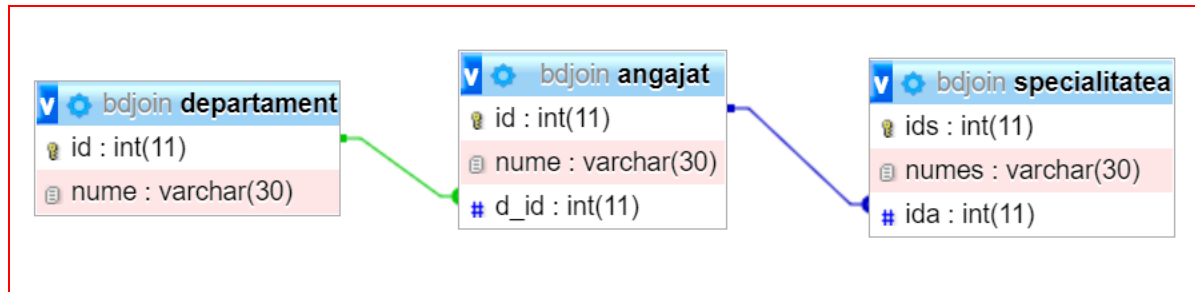 v bdjoin departament
id : int(11)
nume : varchar(30)
v bdjoin angajat
id : int(11)
nume : varchar(30)
# d_id : int(11)
v bdjoin specialitatea
ids : int(11)
numes : varchar(30)
# ida : int(11)